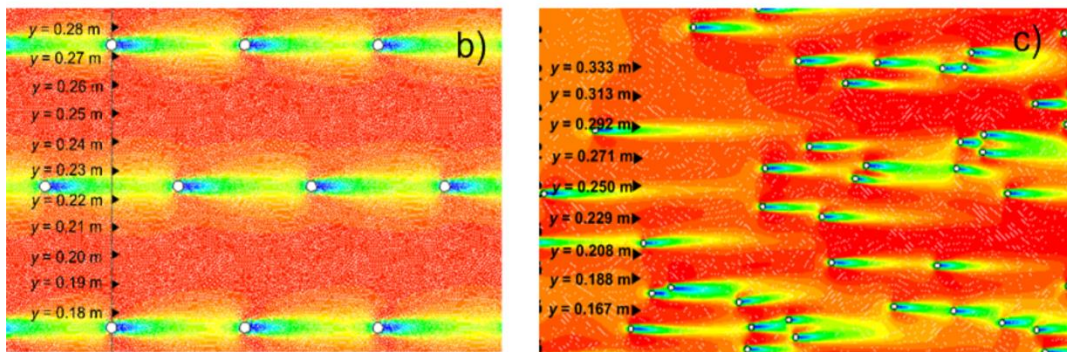 b)
y = 0.28 m
y = 0.27 m
y = 0.26 m
y = 0.25 m
y = 0.24 m
y = 0.23 m
y = 0.22 m
y = 0.21 m
y = 0.20 m
y = 0.19 m
y = 0.18 m
c)
y = 0.333 m
y = 0.313 m
y = 0.292 m
y = 0.271 m
y = 0.250 m
y = 0.229 m
y = 0.208 m
y = 0.188 m
y = 0.167 m